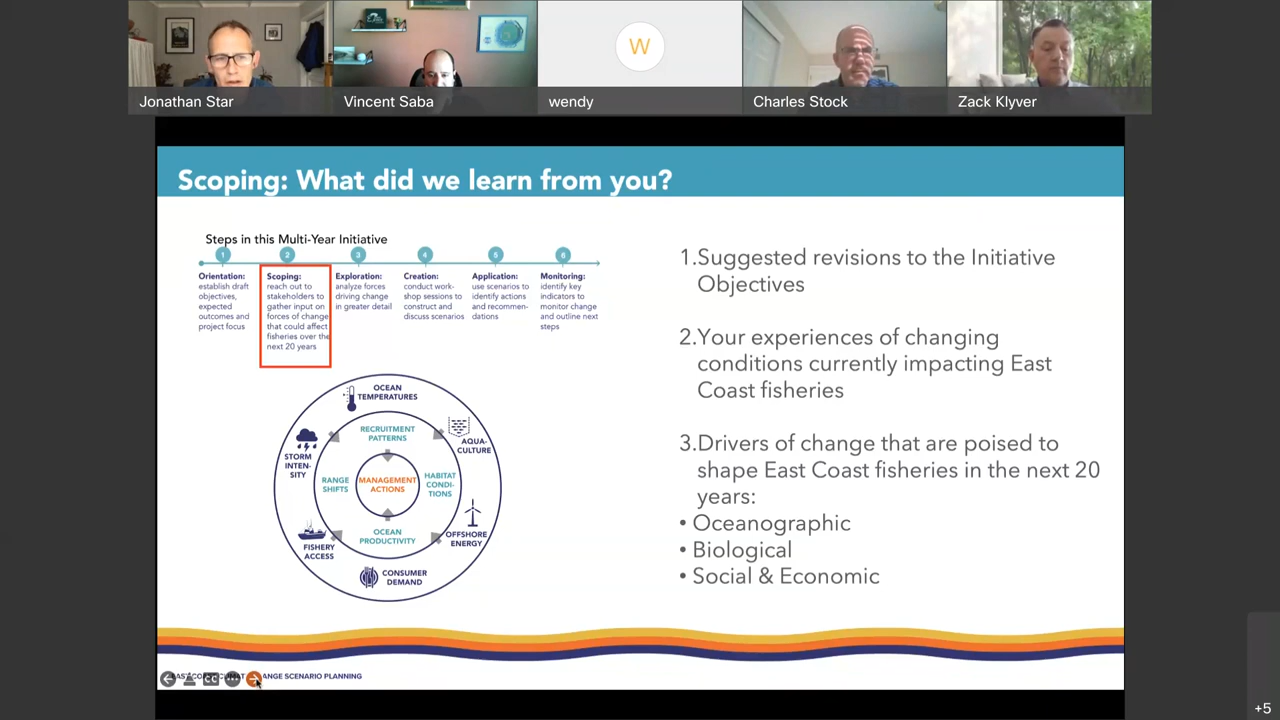 W
Jonathan Star
Vincent Saba
wendy
Charles Stock
Zack Klyver
Scoping: What did we learn from you?
Steps in this Multi-Year Initiative
1
2
3
4
5
6
Orientation:
establish draft
objectives,
expected
outcomes and
project focus
Scoping:
reach out to
stakeholders to
gather input on
forces of change
that could affect
fisheries over the
next 20 years
Exploration:
analyze forces
driving change
in greater detail
Creation:
conduct work-
shop sessions to
construct and
discuss scenarios
Application:
use scenarios to
identify actions
and recommen-
dations
Monitoring:
identify key
indicators to
monitor change
and outline next
steps
OCEAN
TEMPERATURES
AQUA-
CULTURE
OFFSHORE
ENERGY
CONSUMER
DEMAND
FISHERY
ACCESS
STORM
INTEN-
SITY
RECRUITMENT
PATTERNS
HABITAT
CONDI-
TIONS
OCEAN
PRODUCTIVITY
RANGE
SHIFTS
MANAGEMENT
ACTIONS
1.Suggested revisions to the Initiative
Objectives
2.Your experiences of changing
conditions currently impacting East
Coast fisheries
3.Drivers of change that are poised to
shape East Coast fisheries in the next 20
years:
• Oceanographic
• Biological
• Social & Economic
ANGE SCENARIO PLANNING
+5